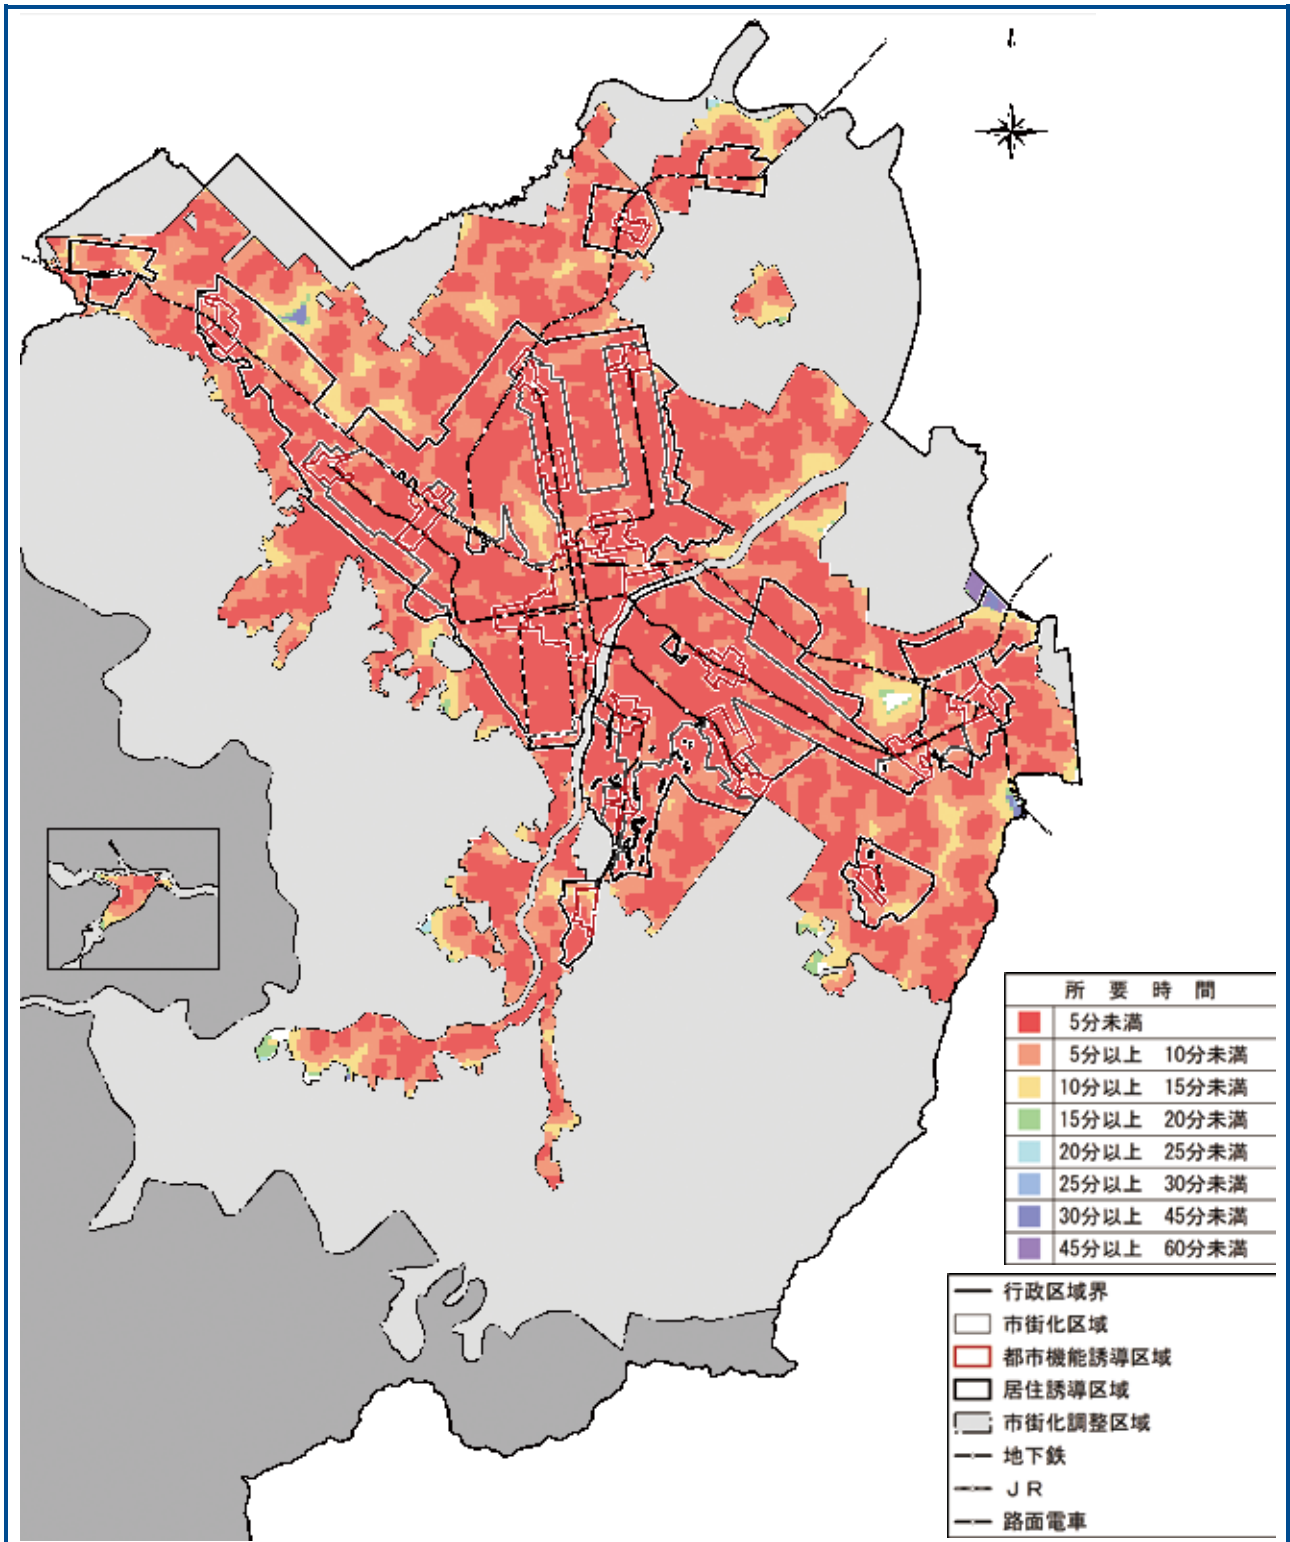 所要時間
5分未満
5分以上 10分未満
10分以上 15分未満
15分以上 20分未満
20分以上 25分未満
25分以上 30分未満
30分以上 45分未満
45分以上 60分未満
行政区域界
市街化区域
都市機能誘導区域
居住誘導区域
市街化調整区域
地下鉄
JR
路面電車